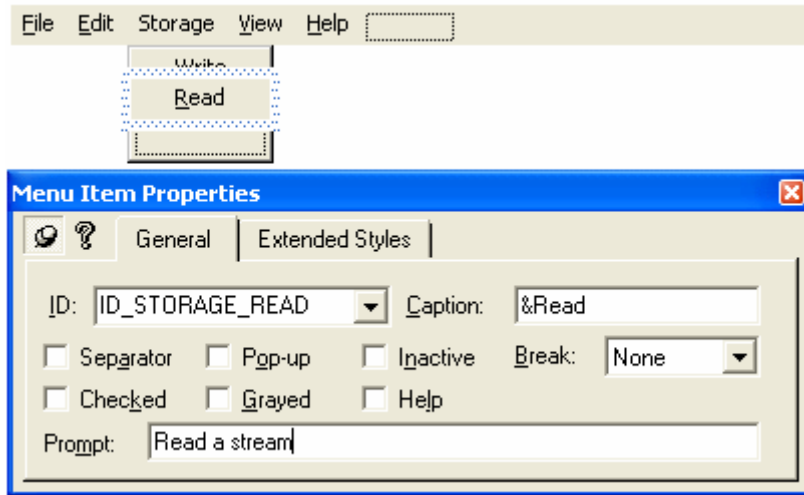 File Edit Storage View Help
Write
Read
Menu Item Properties
General Extended Styles
ID: ID_STORAGE_READ Caption: &Read
Separator Pop-up Inactive Break: None
Checked Grayed Help
Prompt: Read a stream